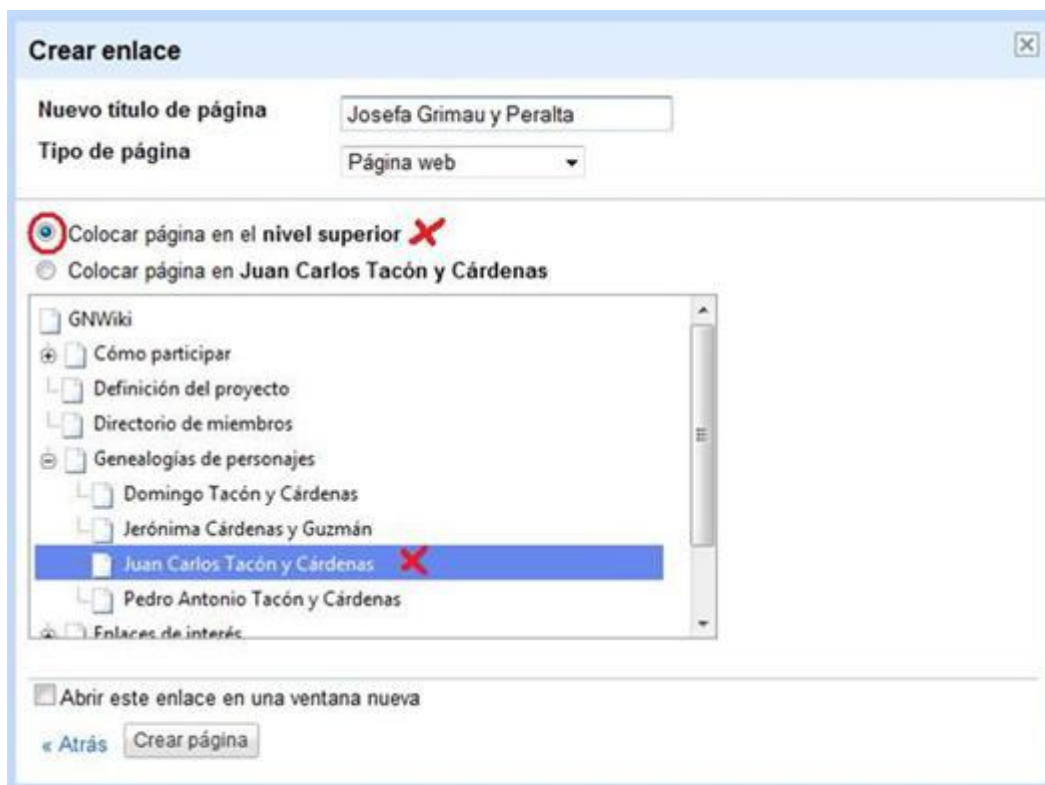 Crear enlace
Nuevo título de página Josefa Grimau y Peralta
Tipo de página Página web
Colocar página en el nivel superior
Colocar página en Juan Carlos Tacón y Cárdenas
GNWiki
Cómo participar
Definición del proyecto
Directorio de miembros
Genealogías de personajes
Domingo Tacón y Cárdenas
Jerónima Cárdenas y Guzmán
Juan Carlos Tacón y Cárdenas
Pedro Antonio Tacón y Cárdenas
Enlaces de interés
Abrir este enlace en una ventana nueva
« Atrás Crear página